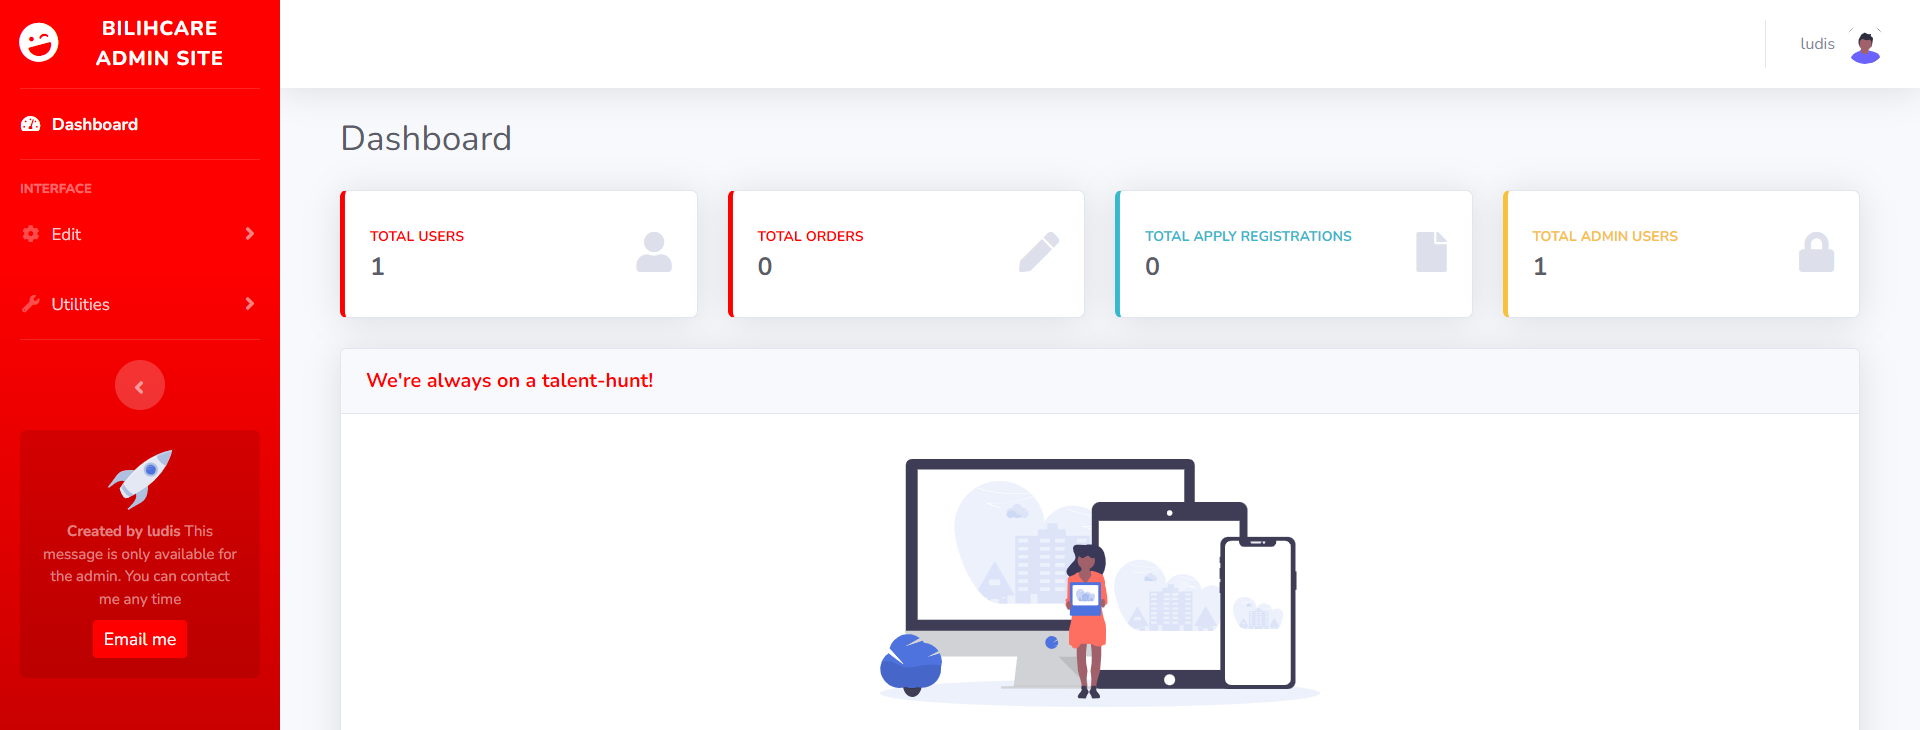 BILIHCARE
ADMIN SITE
Dashboard
INTERFACE
Edit
Utilities
Created by ludis This
message is only available for
the admin. You can contact
me any time
Email me
ludis
Dashboard
TOTAL USERS
1
TOTAL ORDERS
0
TOTAL APPLY REGISTRATIONS
0
TOTAL ADMIN USERS
1
We're always on a talent-hunt!